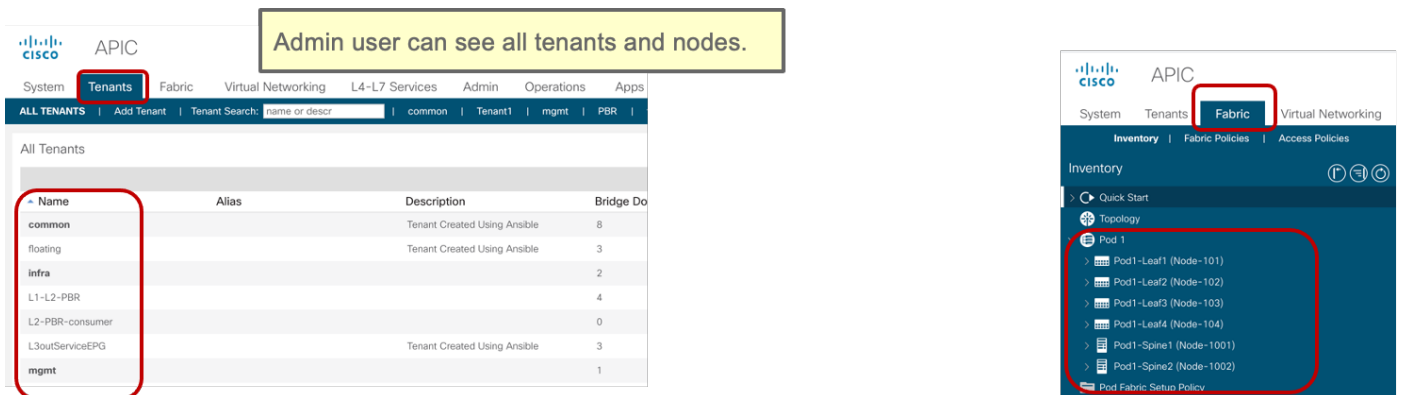 Admin user can see all tenants and nodes.
cisco APIC
System Tenants Fabric Virtual Networking L4-L7 Services Admin Operations Apps
ALL TENANTS | Add Tenant | Tenant Search: name or descr | common | Tenant1 | mgmt | PBR |
All Tenants
Name Alias Description Bridge Do
common Tenant Created Using Ansible 8
floating Tenant Created Using Ansible 3
infra 2
L1-L2-PBR 4
L2-PBR-consumer 0
L3outServiceEPG Tenant Created Using Ansible 3
mgmt 1
cisco APIC
System Tenants Fabric Virtual Networking
Inventory | Fabric Policies | Access Policies
Inventory
Quick Start
Topology
Pod 1
Pod1-Leaf1 (Node-101)
Pod1-Leaf2 (Node-102)
Pod1-Leaf3 (Node-103)
Pod1-Leaf4 (Node-104)
Pod1-Spine1 (Node-1001)
Pod1-Spine2 (Node-1002)
Pod Fabric Setup Policy